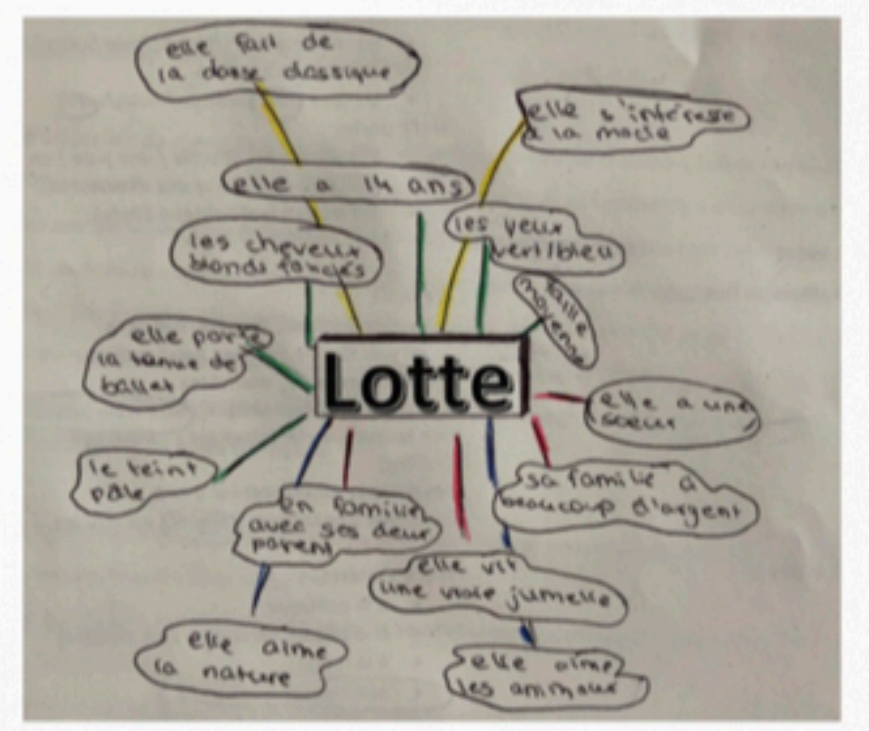 elle fait de
la danse classique
elle s'intéresse
à la mode
elle a 14 ans
les yeux
vert/bleu
les cheveux
blonds foncés
taille
moyenne
elle porte
la tenue de
ballet
Lotte
elle a une
sœur
le teint
pâle
sa famille a
beaucoup d'argent
en famille
avec ses deux
parent
elle vit
une vraie jumelle
elle aime
la nature
elle aime
les animaux